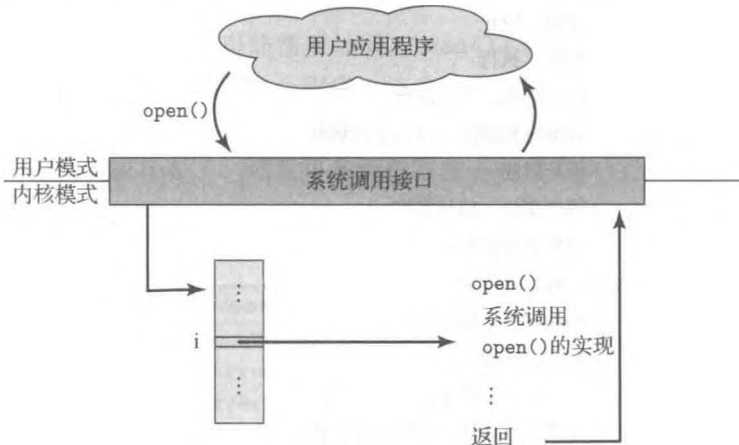 用户应用程序
open()
用户模式
系统调用接口
内核模式
⋮
i
⋮
open()
系统调用
open()的实现
⋮
返回